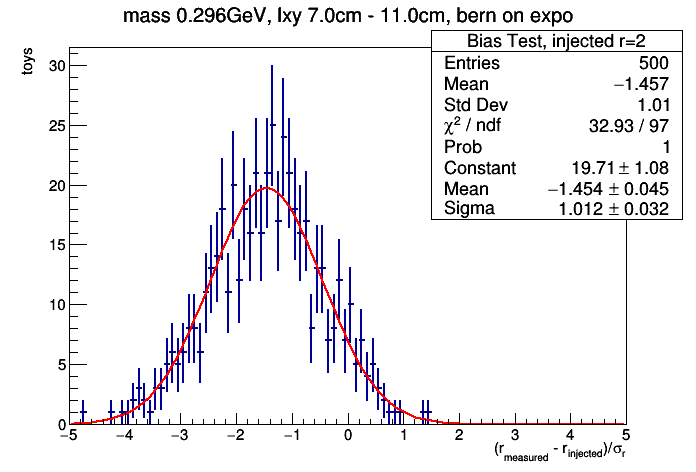 mass 0.296GeV, lxy 7.0cm - 11.0cm, bern on expo
Bias Test, injected r=2
Entries 500
Mean −1.457
Std Dev 1.01
χ² / ndf 32.93 / 97
Prob 1
Constant 19.71 ± 1.08
Mean −1.454 ± 0.045
Sigma 1.012 ± 0.032
toys
30
25
20
15
10
5
0
−5 −4 −3 −2 −1 0 1 2 3 4 5
(r_measured - r_injected)/σ_r